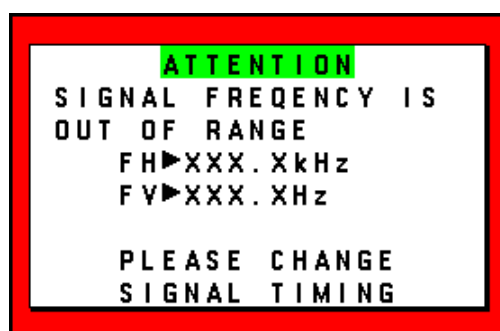 ATTENTION
SIGNAL FREQENCY IS
OUT OF RANGE
FH▶XXX.XkHz
FV▶XXX.XHz
PLEASE CHANGE
SIGNAL TIMING